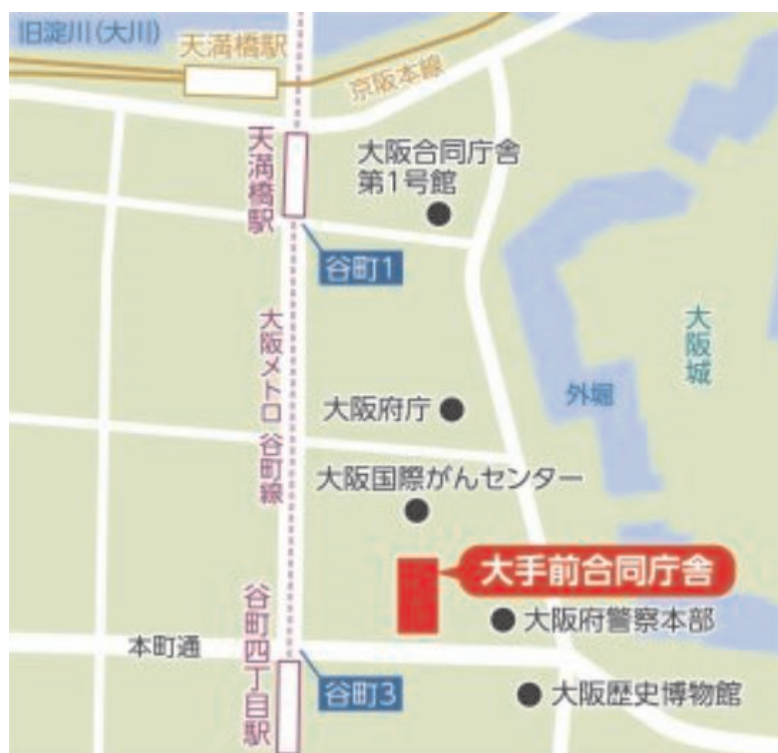 旧淀川(大川)
天満橋駅
京阪本線
天満橋駅
大阪合同庁舎
第1号館
谷町1
大阪メトロ 谷町線
大阪城
外堀
大阪府庁
大阪国際がんセンター
大手前合同庁舎
大阪府警察本部
谷町四丁目駅
本町通
谷町3
大阪歴史博物館